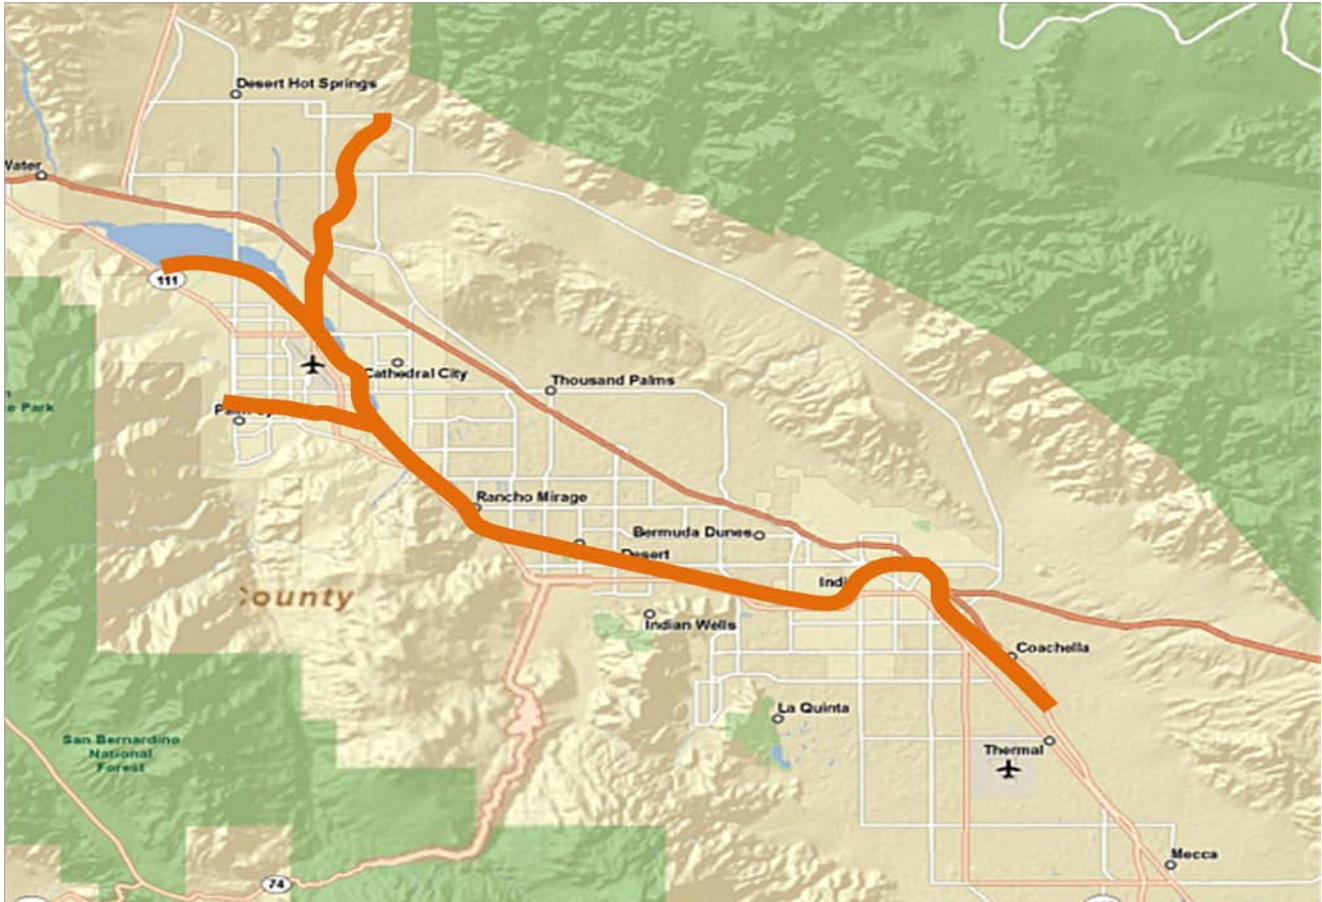 Desert Hot Springs
Water
111
Cathedral City
Thousand Palms
o Park
Rancho Mirage
Bermuda Dunes
Desert
County
Indian Wells
Coachella
La Quinta
San Bernardino
National
Forest
Thermal
Mecca
74